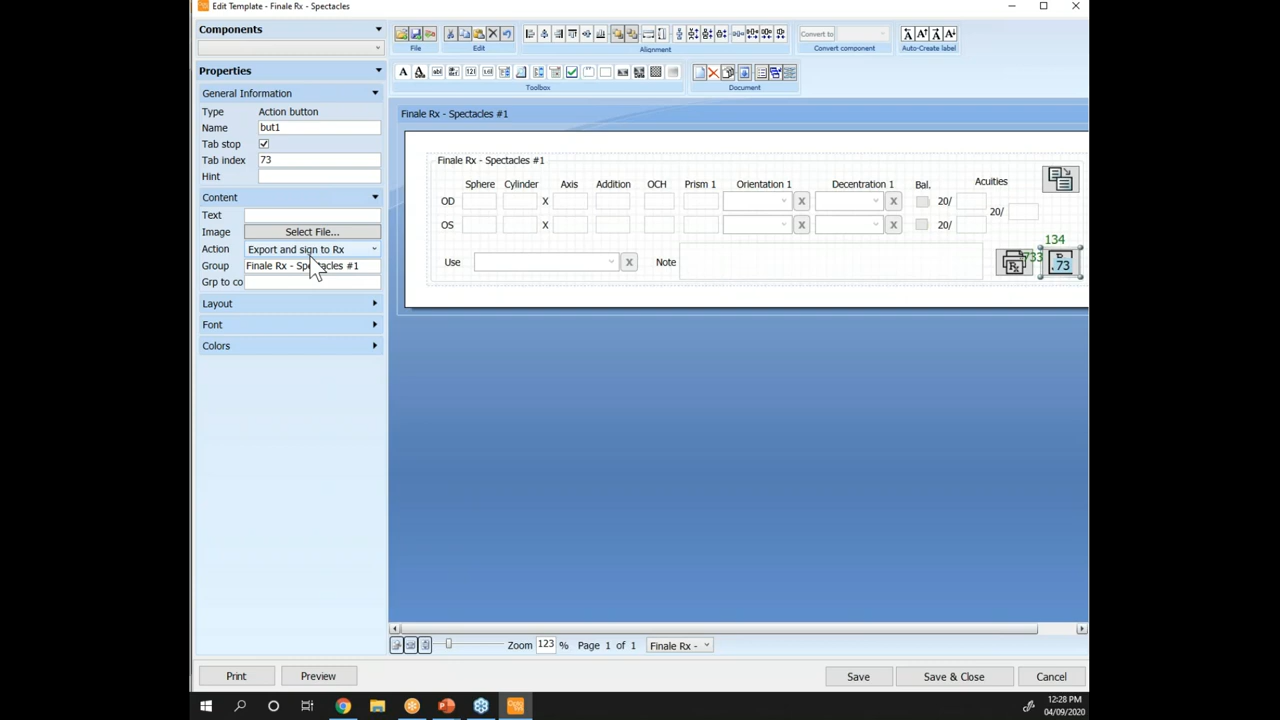 Edit Template - Finale Rx - Spectacles
Components
File
Edit
Alignment
Convert to
Convert component
Auto-Create label
Properties
Toolbox
Document
General Information
Type Action button
Name but1
Tab stop
Tab index 73
Hint
Content
Text
Image Select File...
Action Export and sign to Rx
Group Finale Rx - Spectacles #1
Grp to co
Layout
Font
Colors
Finale Rx - Spectacles #1
Finale Rx - Spectacles #1
Sphere Cylinder Axis Addition OCH Prism 1 Orientation 1 Decentration 1 Bal. Acuities
OD X X X 20/
20/
OS X X X 20/
134
Use X Note 733 73
Zoom 123 % Page 1 of 1 Finale Rx -
Print Preview Save Save & Close Cancel
12:28 PM
04/09/2020